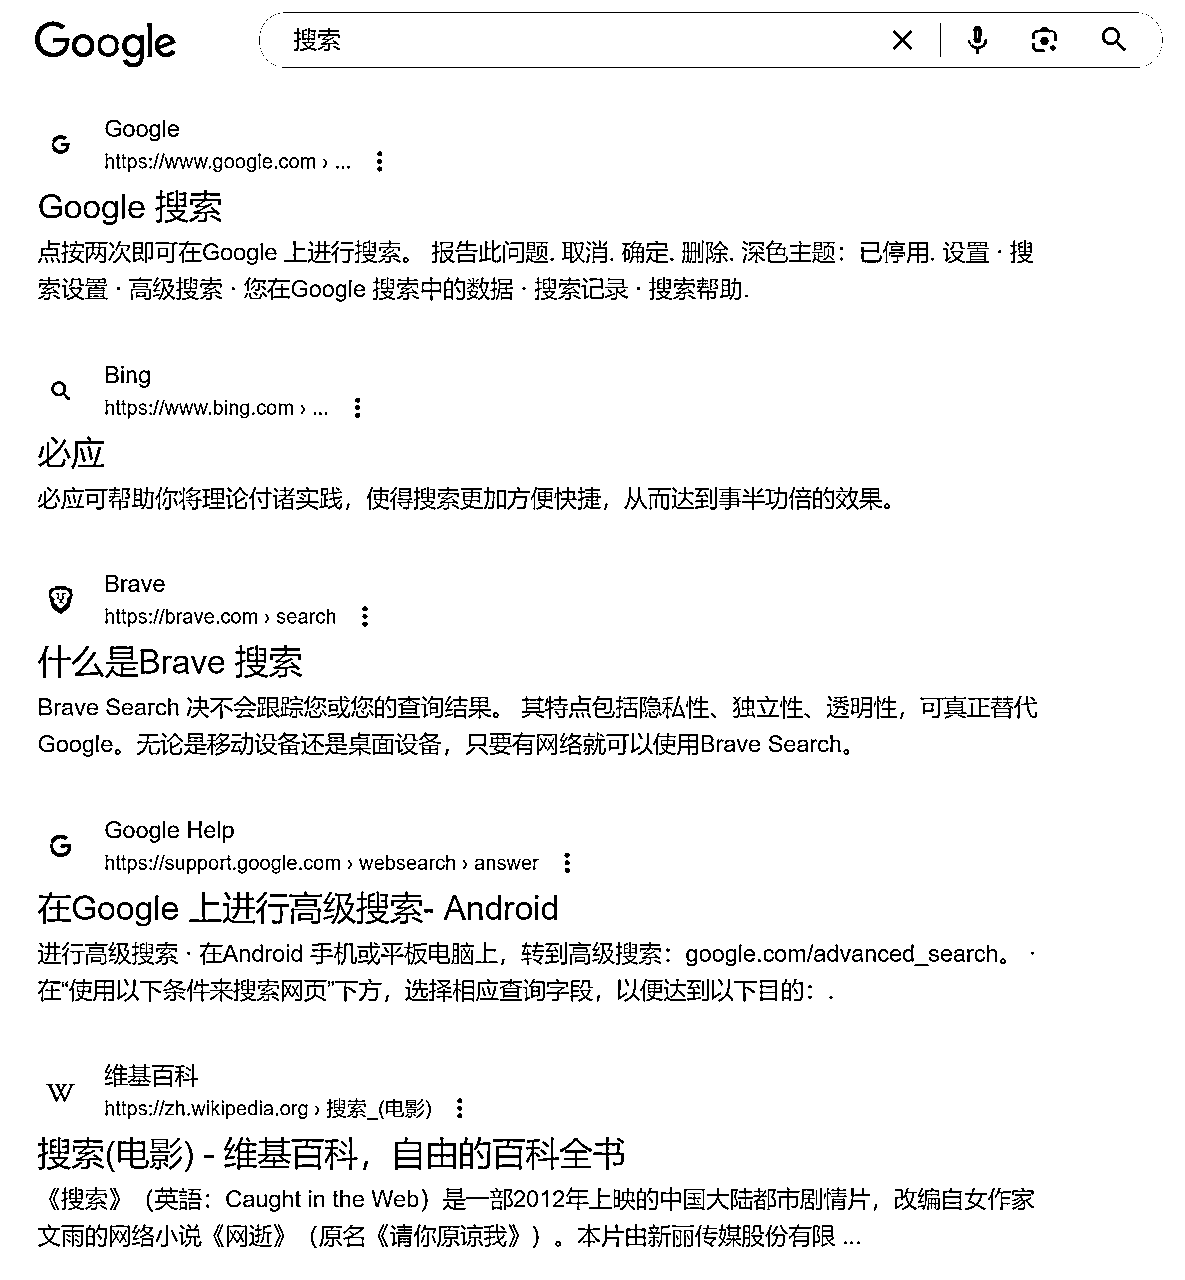 Google 搜索
Google
https://www.google.com › ...
Google 搜索
点按两次即可在Google 上进行搜索。 报告此问题. 取消. 确定. 删除. 深色主题：已停用. 设置 · 搜
索设置 · 高级搜索 · 您在Google 搜索中的数据 · 搜索记录 · 搜索帮助.
Bing
https://www.bing.com › ...
必应
必应可帮助你将理论付诸实践，使得搜索更加方便快捷，从而达到事半功倍的效果。
Brave
https://brave.com › search
什么是Brave 搜索
Brave Search 决不会跟踪您或您的查询结果。 其特点包括隐私性、独立性、透明性，可真正替代
Google。无论是移动设备还是桌面设备，只要有网络就可以使用Brave Search。
Google Help
https://support.google.com › websearch › answer
在Google 上进行高级搜索- Android
进行高级搜索 · 在Android 手机或平板电脑上，转到高级搜索：google.com/advanced_search。 ·
在“使用以下条件来搜索网页”下方，选择相应查询字段，以便达到以下目的：.
W 维基百科
https://zh.wikipedia.org › 搜索_(电影)
搜索(电影) - 维基百科，自由的百科全书
《搜索》（英語：Caught in the Web）是一部2012年上映的中国大陆都市剧情片，改编自女作家
文雨的网络小说《网逝》（原名《请你原谅我》）。本片由新丽传媒股份有限 ...